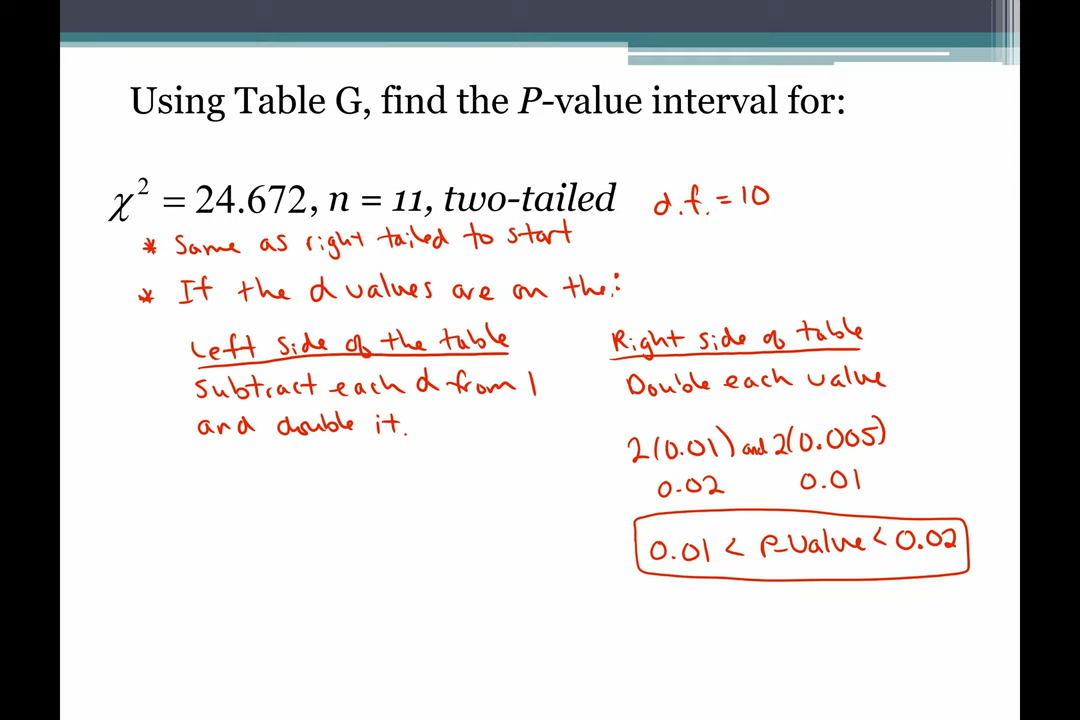 Using Table G, find the P-value interval for:
χ² = 24.672, n = 11, two-tailed d.f. = 10
* Same as right tailed to start
* If the α values are on the:
Left side of the table
Subtract each α from 1
and double it.
Right side of table
Double each value
2(0.01) and 2(0.005)
0.02 0.01
0.01 < P-value < 0.02